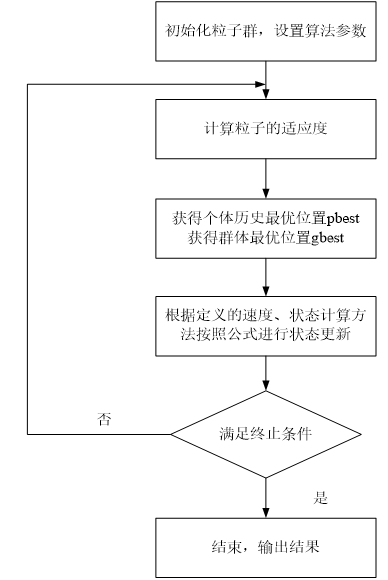 初始化粒子群，设置算法参数
计算粒子的适应度
获得个体历史最优位置pbest
获得群体最优位置gbest
根据定义的速度、状态计算方
法按照公式进行状态更新
满足终止条件
否
是
结束，输出结果